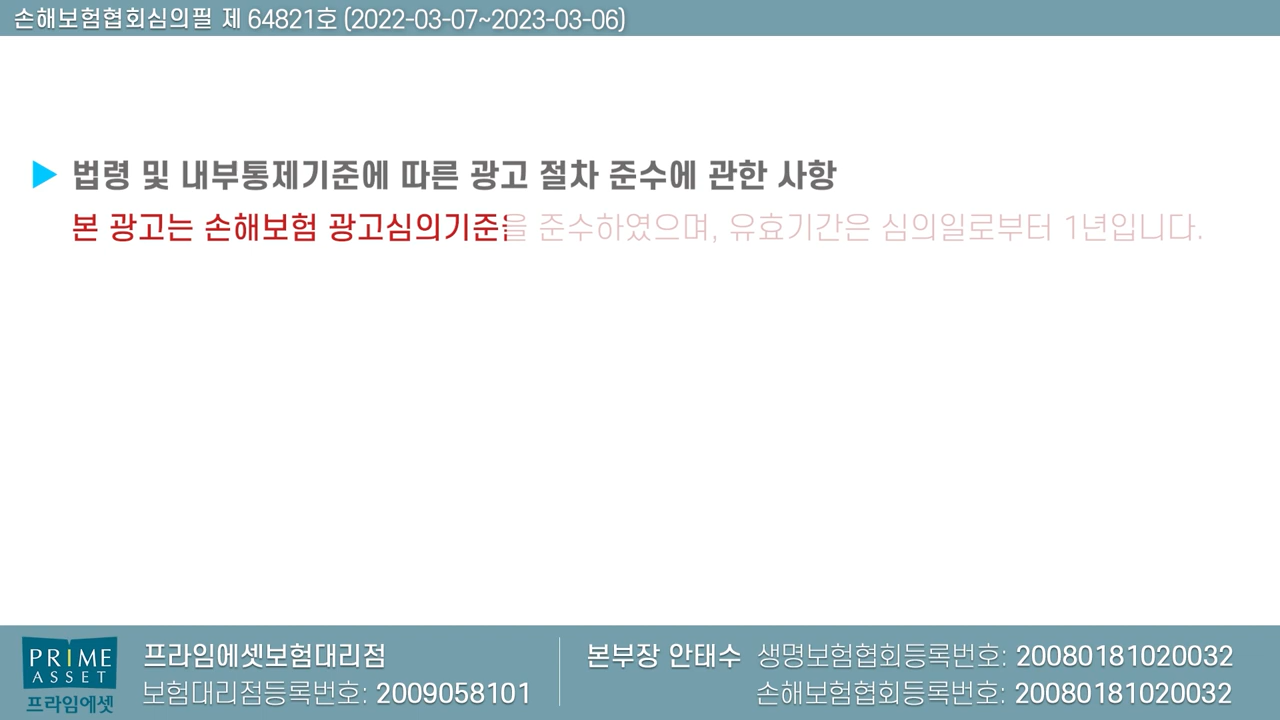 손해보험협회심의필 제 64821호 (2022-03-07~2023-03-06)
▶ 법령 및 내부통제기준에 따른 광고 절차 준수에 관한 사항
본 광고는 손해보험 광고심의기준을 준수하였으며, 유효기간은 심의일로부터 1년입니다.
PRIME
ASSET
프라임에셋
프라임에셋보험대리점
보험대리점등록번호: 2009058101
본부장 안태수 생명보험협회등록번호: 20080181020032
손해보험협회등록번호: 20080181020032